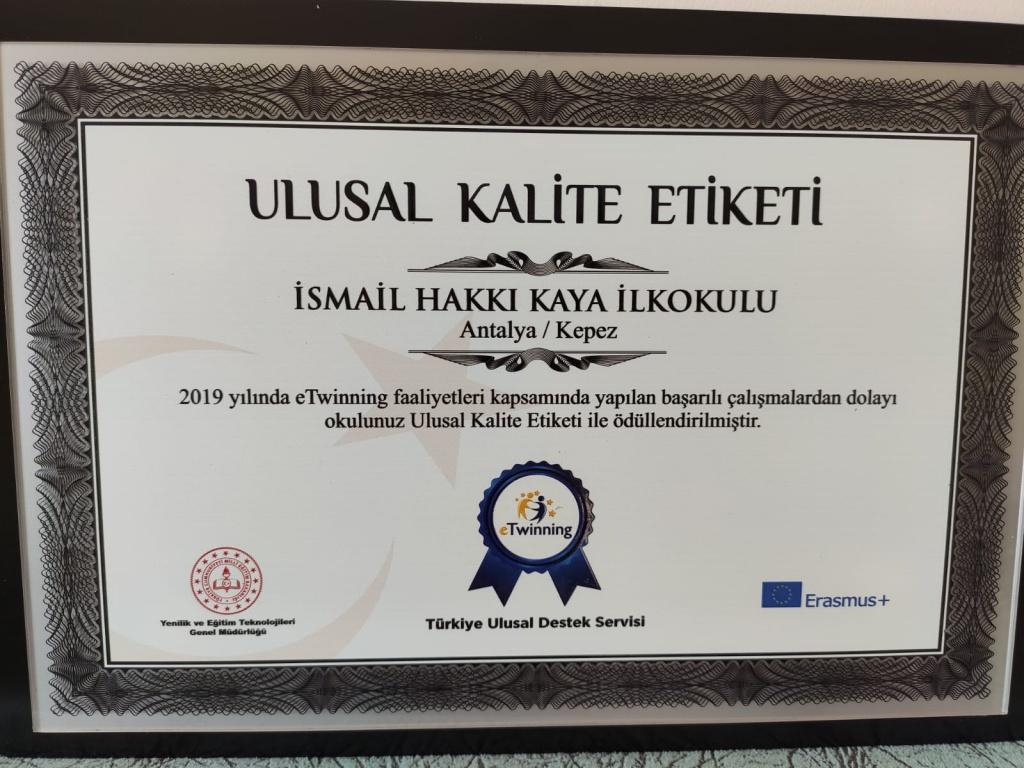 ULUSAL KALİTE ETİKETİ
İSMAİL HAKKI KAYA İLKOKULU
Antalya / Kepez
2019 yılında eTwinning faaliyetleri kapsamında yapılan başarılı çalışmalardan dolayı
okulunuz Ulusal Kalite Etiketi ile ödüllendirilmiştir.
eTwinning
Yenilik ve Eğitim Teknolojileri
Genel Müdürlüğü
Türkiye Ulusal Destek Servisi
Erasmus+